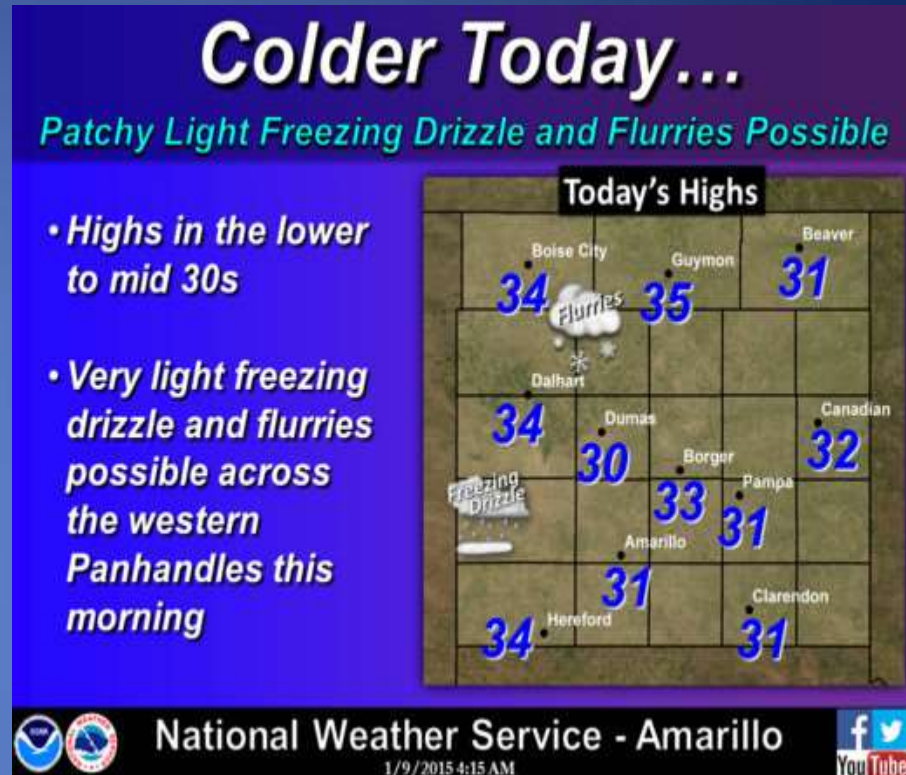 Colder Today...
Patchy Light Freezing Drizzle and Flurries Possible
• Highs in the lower
to mid 30s
• Very light freezing
drizzle and flurries
possible across
the western
Panhandles this
morning
Today's Highs
Boise City
34
Flurries
Guymon
35
Beaver
31
Dalhart
34
Dumas
30
Canadian
32
Borger
33
Pampa
31
Freezing
Drizzle
Amarillo
31
Hereford
34
Clarendon
31
National Weather Service - Amarillo
1/9/2015 4:15 AM
You Tube